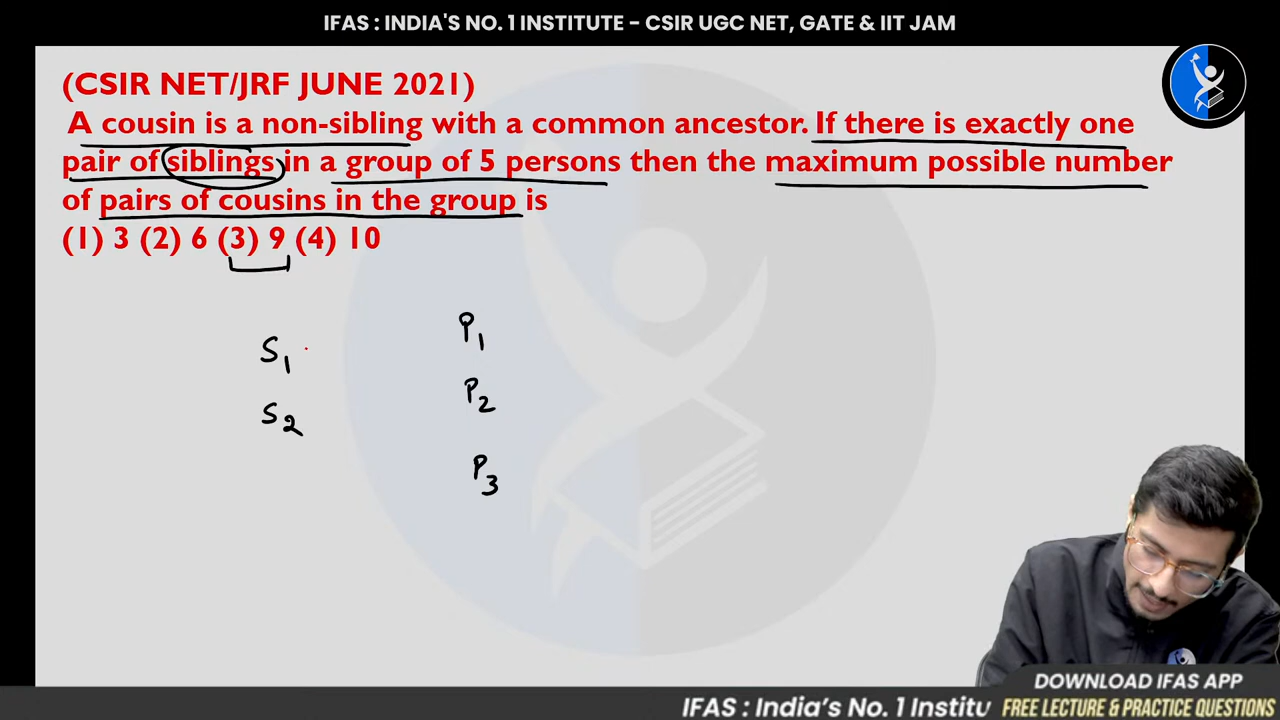 IFAS : INDIA'S NO. 1 INSTITUTE - CSIR UGC NET, GATE & IIT JAM
(CSIR NET/JRF JUNE 2021)
A cousin is a non-sibling with a common ancestor. If there is exactly one
pair of siblings in a group of 5 persons then the maximum possible number
of pairs of cousins in the group is
(1) 3 (2) 6 (3) 9 (4) 10
S1
P1
S2
P2
P3
DOWNLOAD IFAS APP
IFAS : India's No. 1 Institu
FREE LECTURE & PRACTICE QUESTIONS